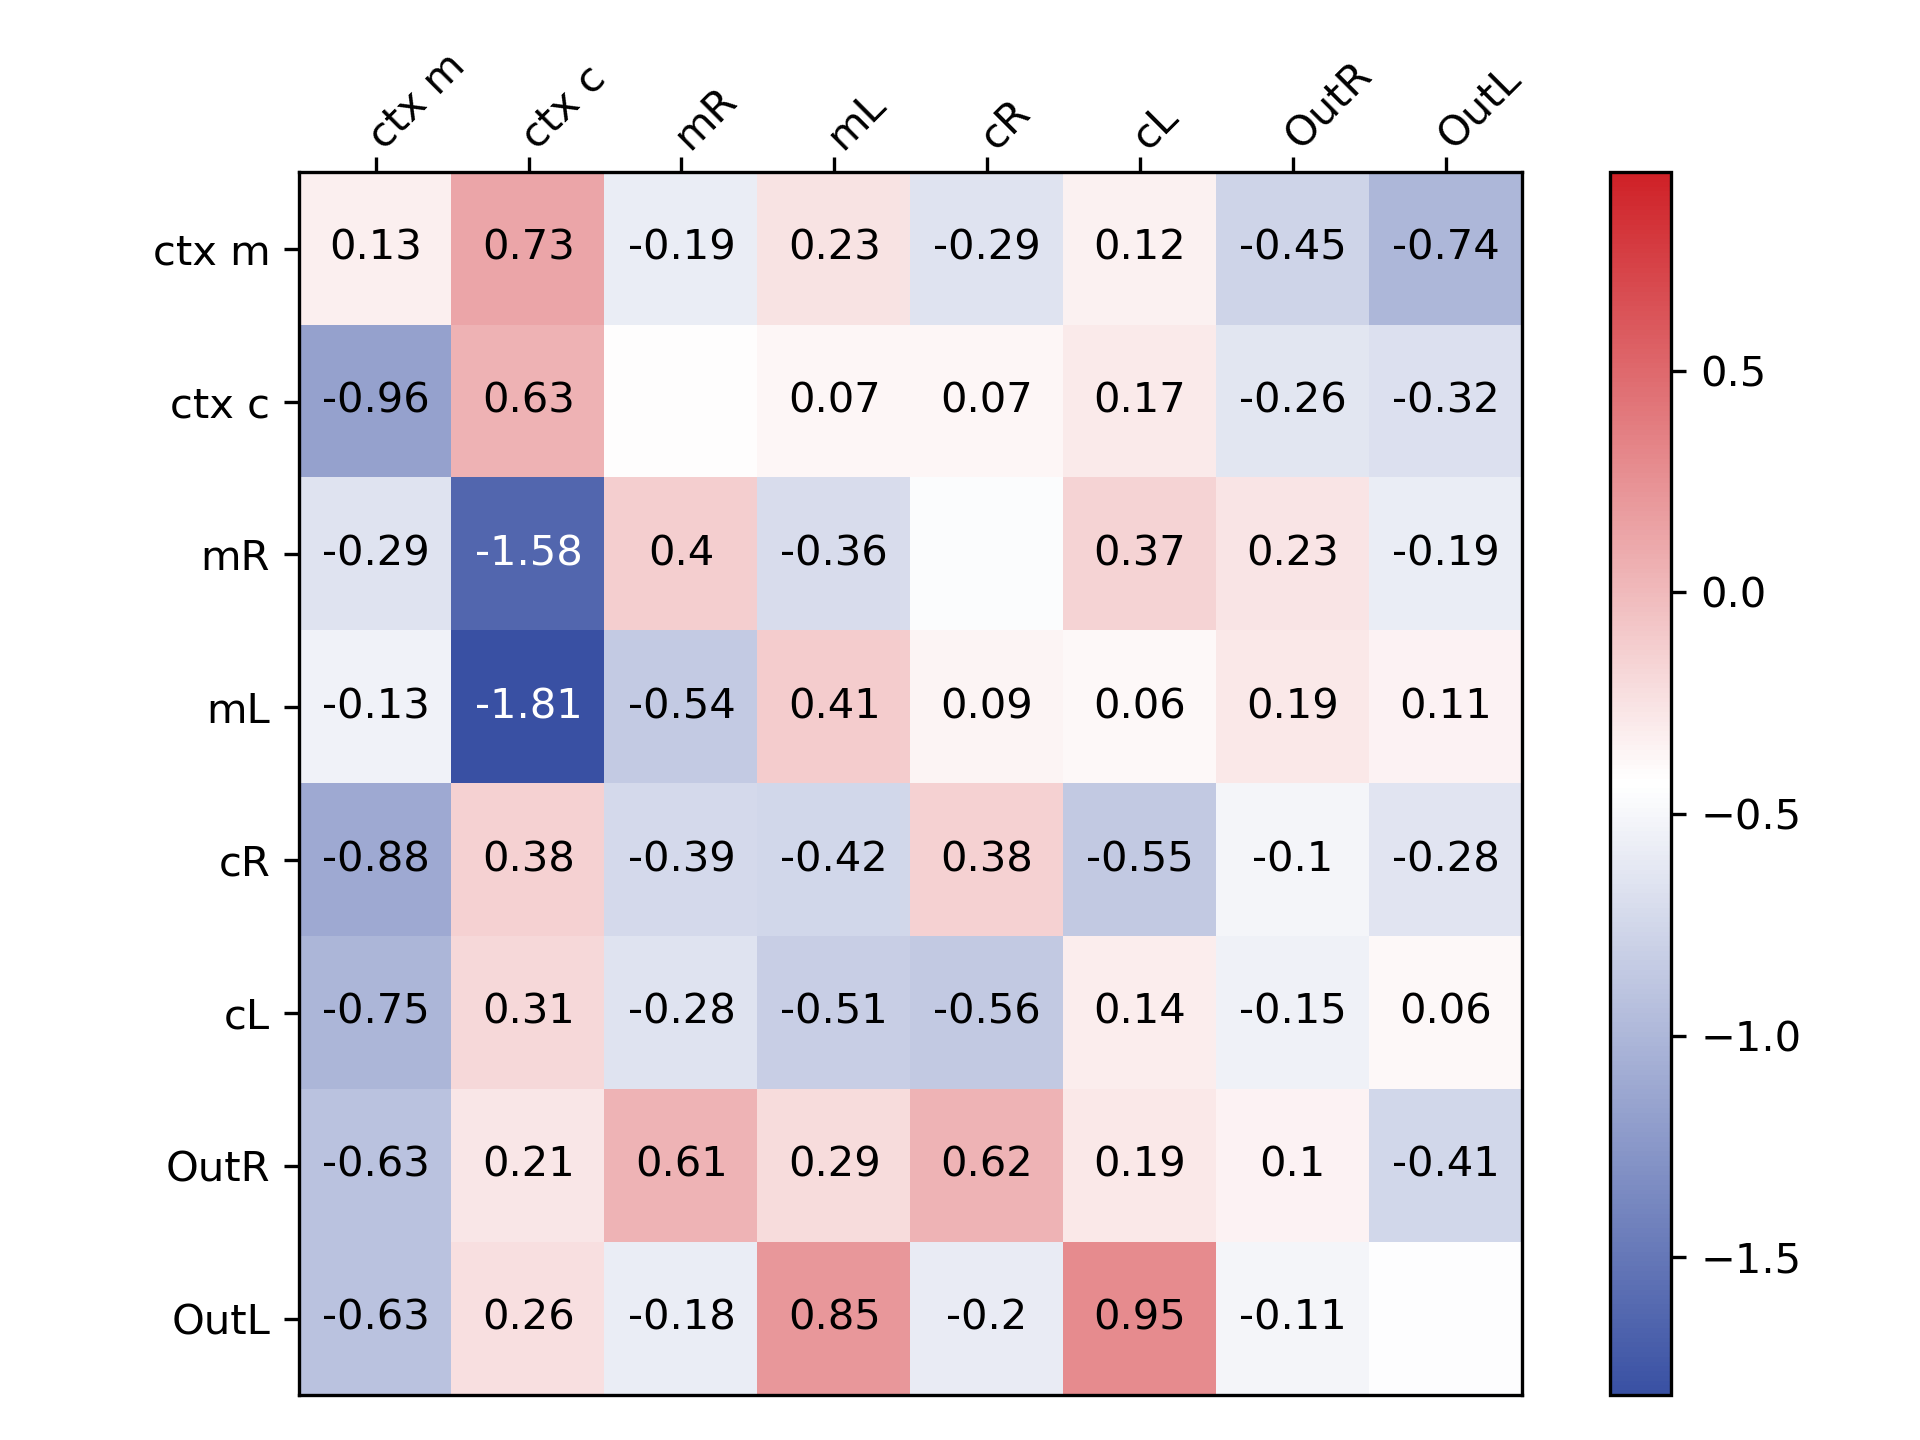 ctx m ctx c mR mL cR cL OutR OutL
ctx m 0.13 0.73 -0.19 0.23 -0.29 0.12 -0.45 -0.74
ctx c -0.96 0.63 0.07 0.07 0.17 -0.26 -0.32
mR -0.29 -1.58 0.4 -0.36 0.37 0.23 -0.19
mL -0.13 -1.81 -0.54 0.41 0.09 0.06 0.19 0.11
cR -0.88 0.38 -0.39 -0.42 0.38 -0.55 -0.1 -0.28
cL -0.75 0.31 -0.28 -0.51 -0.56 0.14 -0.15 0.06
OutR -0.63 0.21 0.61 0.29 0.62 0.19 0.1 -0.41
OutL -0.63 0.26 -0.18 0.85 -0.2 0.95 -0.11
0.5
0.0
−0.5
−1.0
−1.5